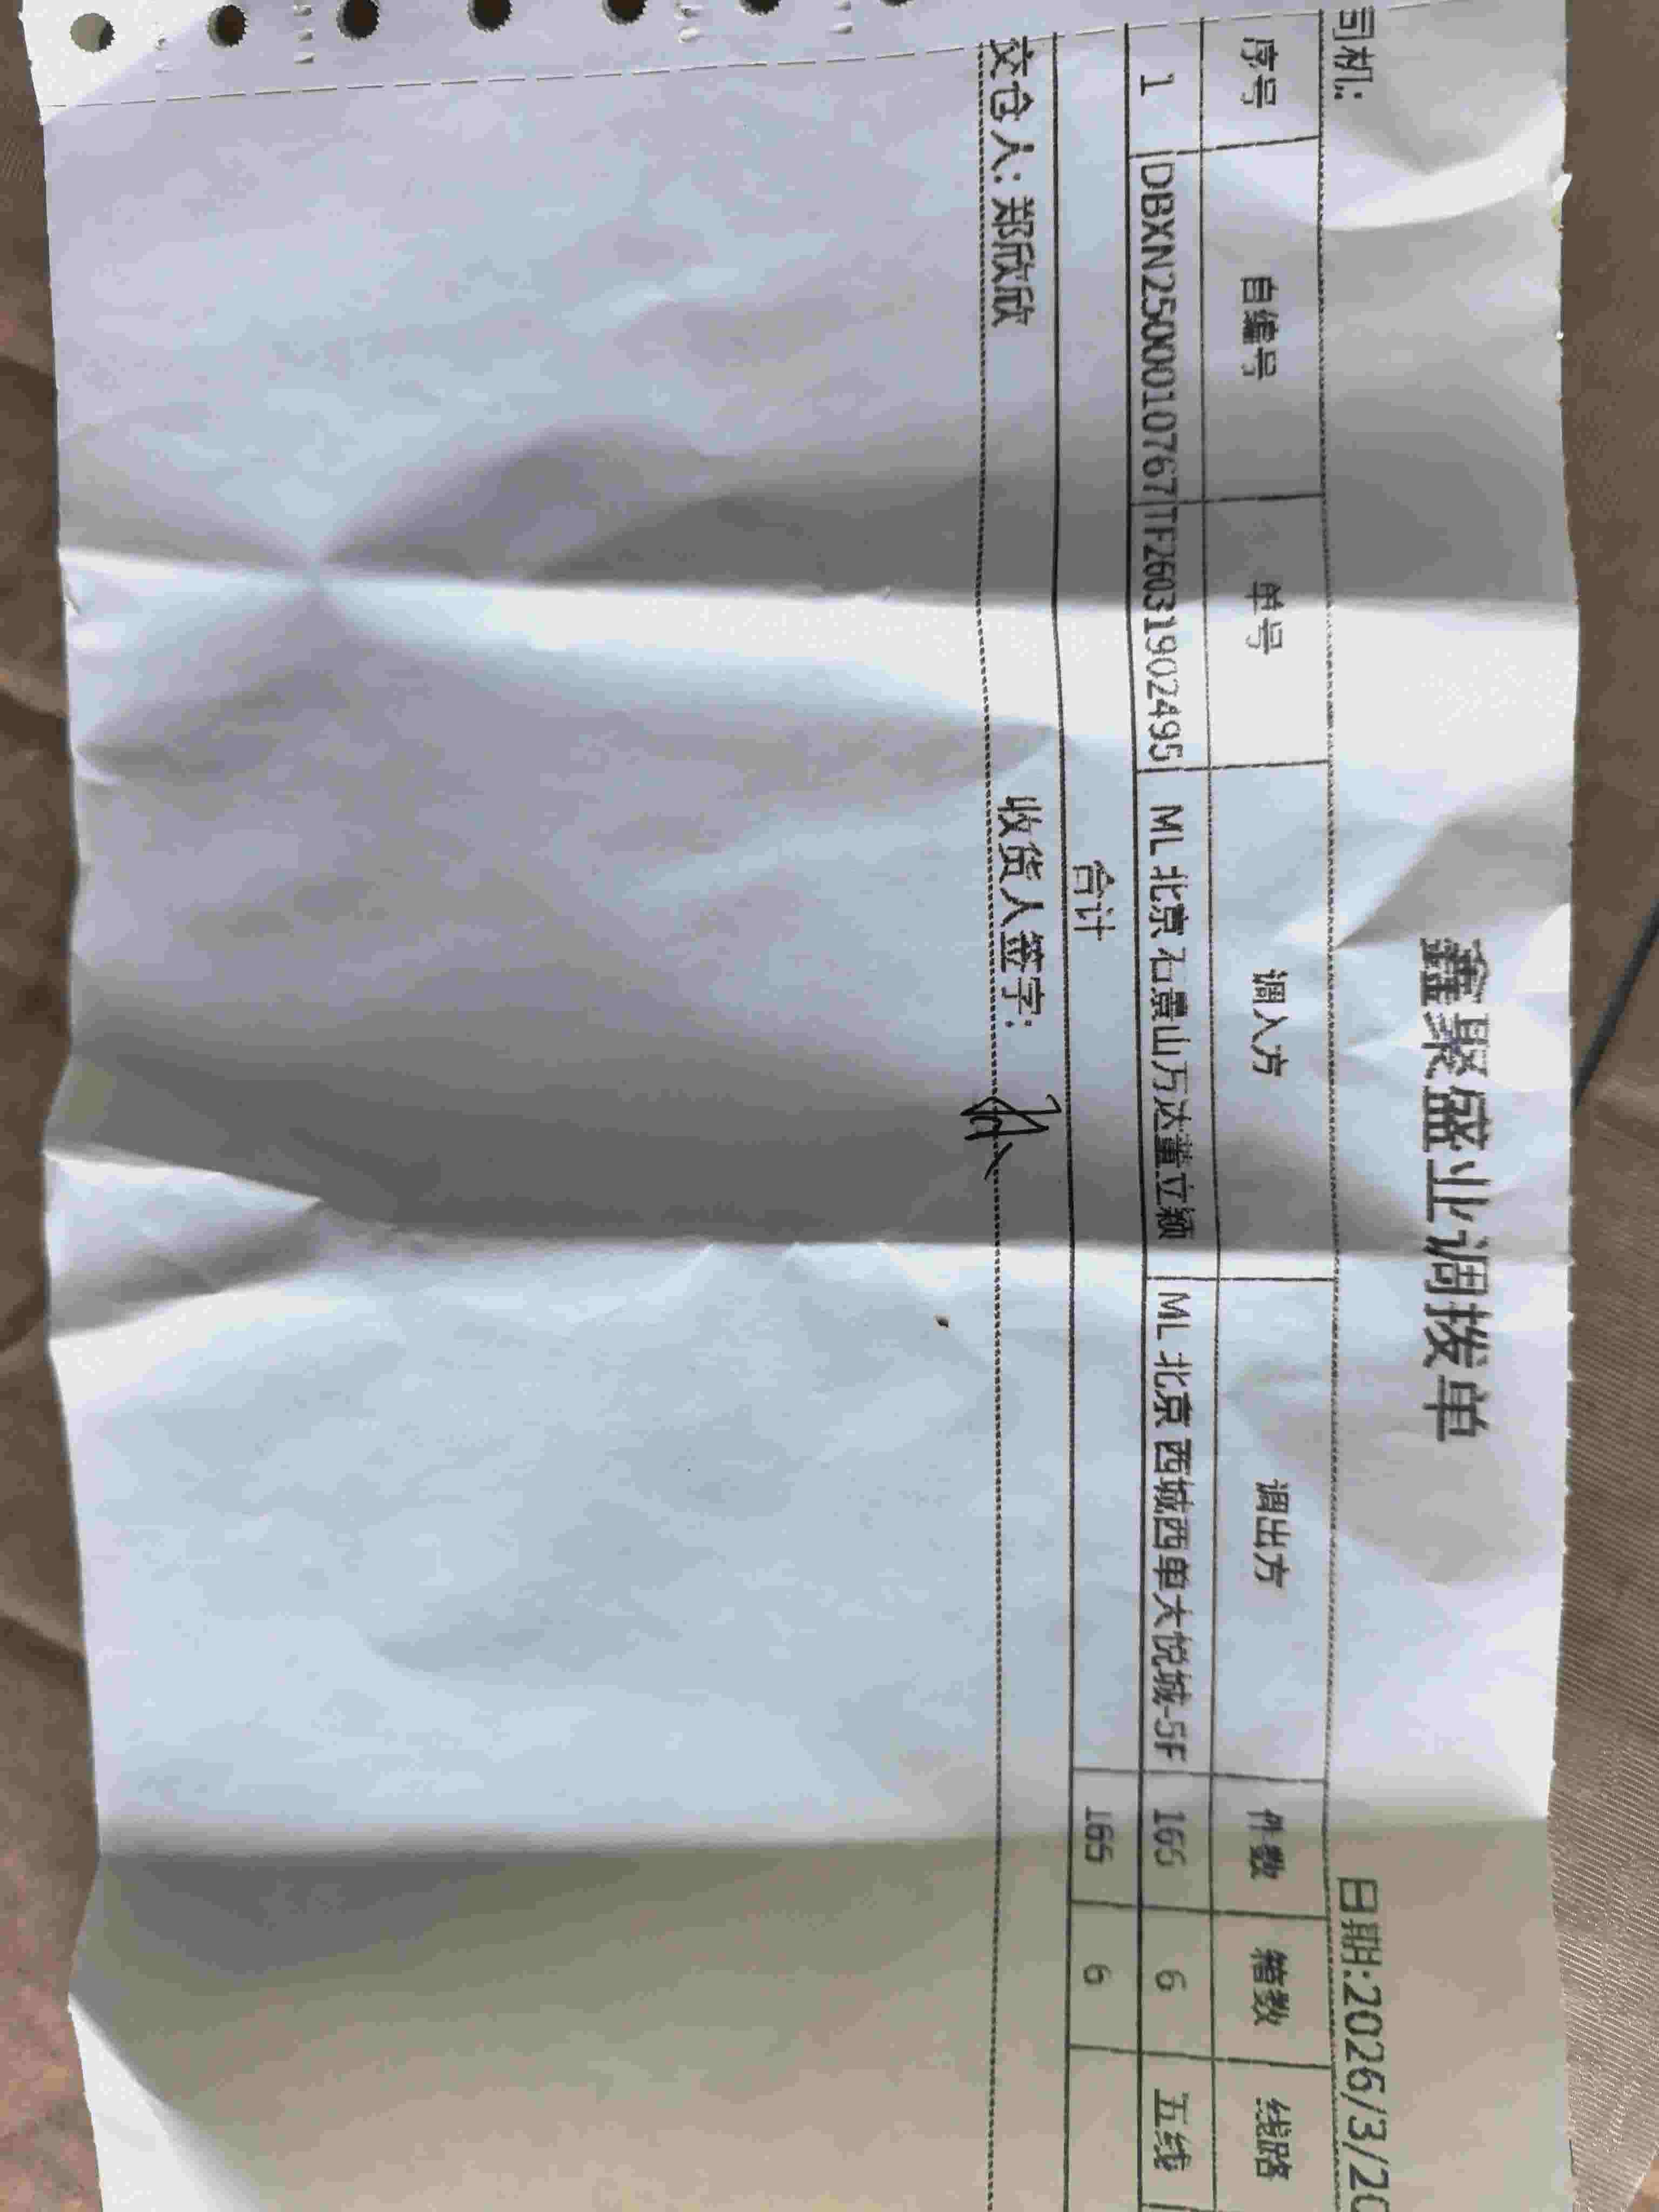 鑫聚盛业调拨单
司机: 日期:2026/3/20
序号 自编号 单号 调入方 调出方 件数 箱数 线路
1 DBXN2500010767 TF26031902495 ML 北京 石景山万达董立颖 ML 北京 西城西单大悦城-5F 165 6 五线
合计 165 6
交仓人: 郑欣欣 收货人签字: